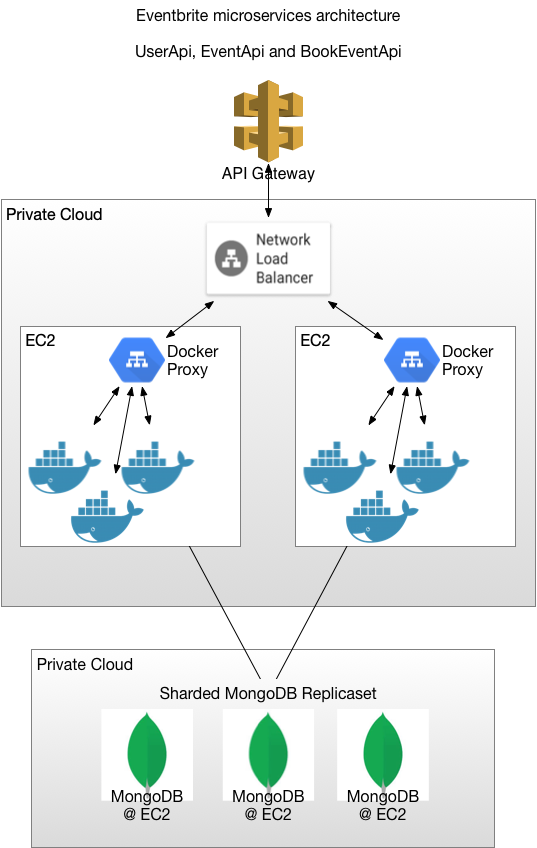 Eventbrite microservices architecture
UserApi, EventApi and BookEventApi
API Gateway
Private Cloud
Network
Load
Balancer
EC2
Docker
Proxy
EC2
Docker
Proxy
Private Cloud
Sharded MongoDB Replicaset
MongoDB
@ EC2
MongoDB
@ EC2
MongoDB
@ EC2